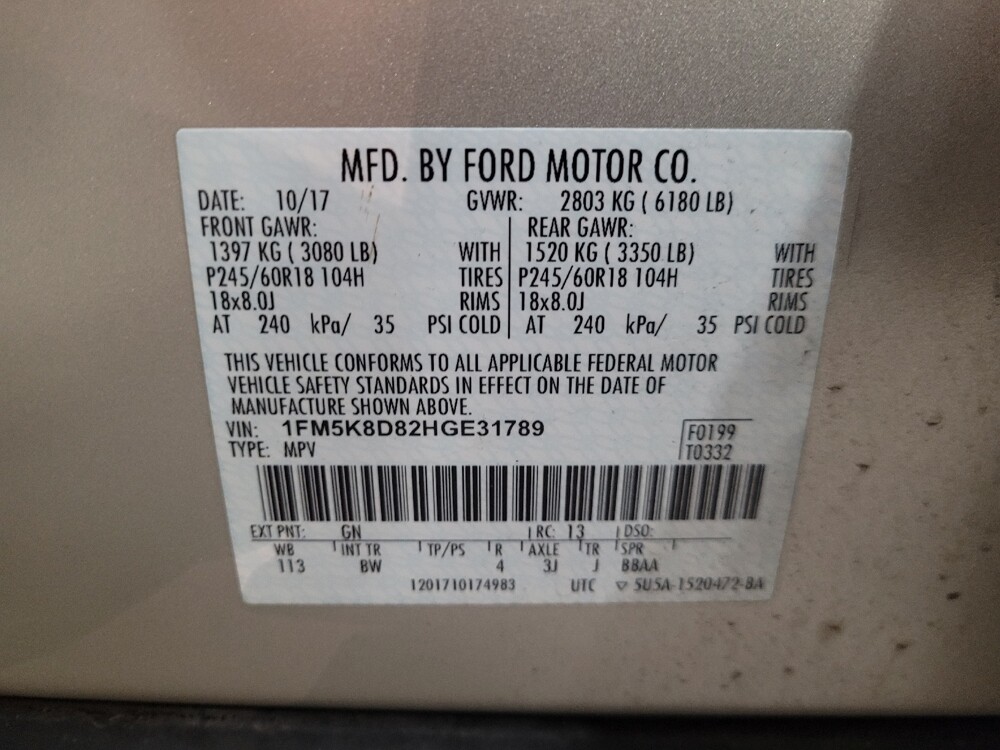 MFD. BY FORD MOTOR CO.
DATE: 10/17 GVWR: 2803 KG ( 6180 LB)
FRONT GAWR: REAR GAWR:
1397 KG ( 3080 LB) WITH 1520 KG ( 3350 LB) WITH
P245/60R18 104H TIRES P245/60R18 104H TIRES
18x8.0J RIMS 18x8.0J RIMS
AT 240 kPa/ 35 PSI COLD AT 240 kPa/ 35 PSI COLD
THIS VEHICLE CONFORMS TO ALL APPLICABLE FEDERAL MOTOR
VEHICLE SAFETY STANDARDS IN EFFECT ON THE DATE OF
MANUFACTURE SHOWN ABOVE.
VIN: 1FM5K8D82HGE31789 F0199
TYPE: MPV T0332
EXT PNT: GN RC: 13 DSO:
WB INT TR TP/PS R AXLE TR SPR
113 BW 4 3J J BBAA
1201710174983 UTC ▽ 5U5A-1520472-BA